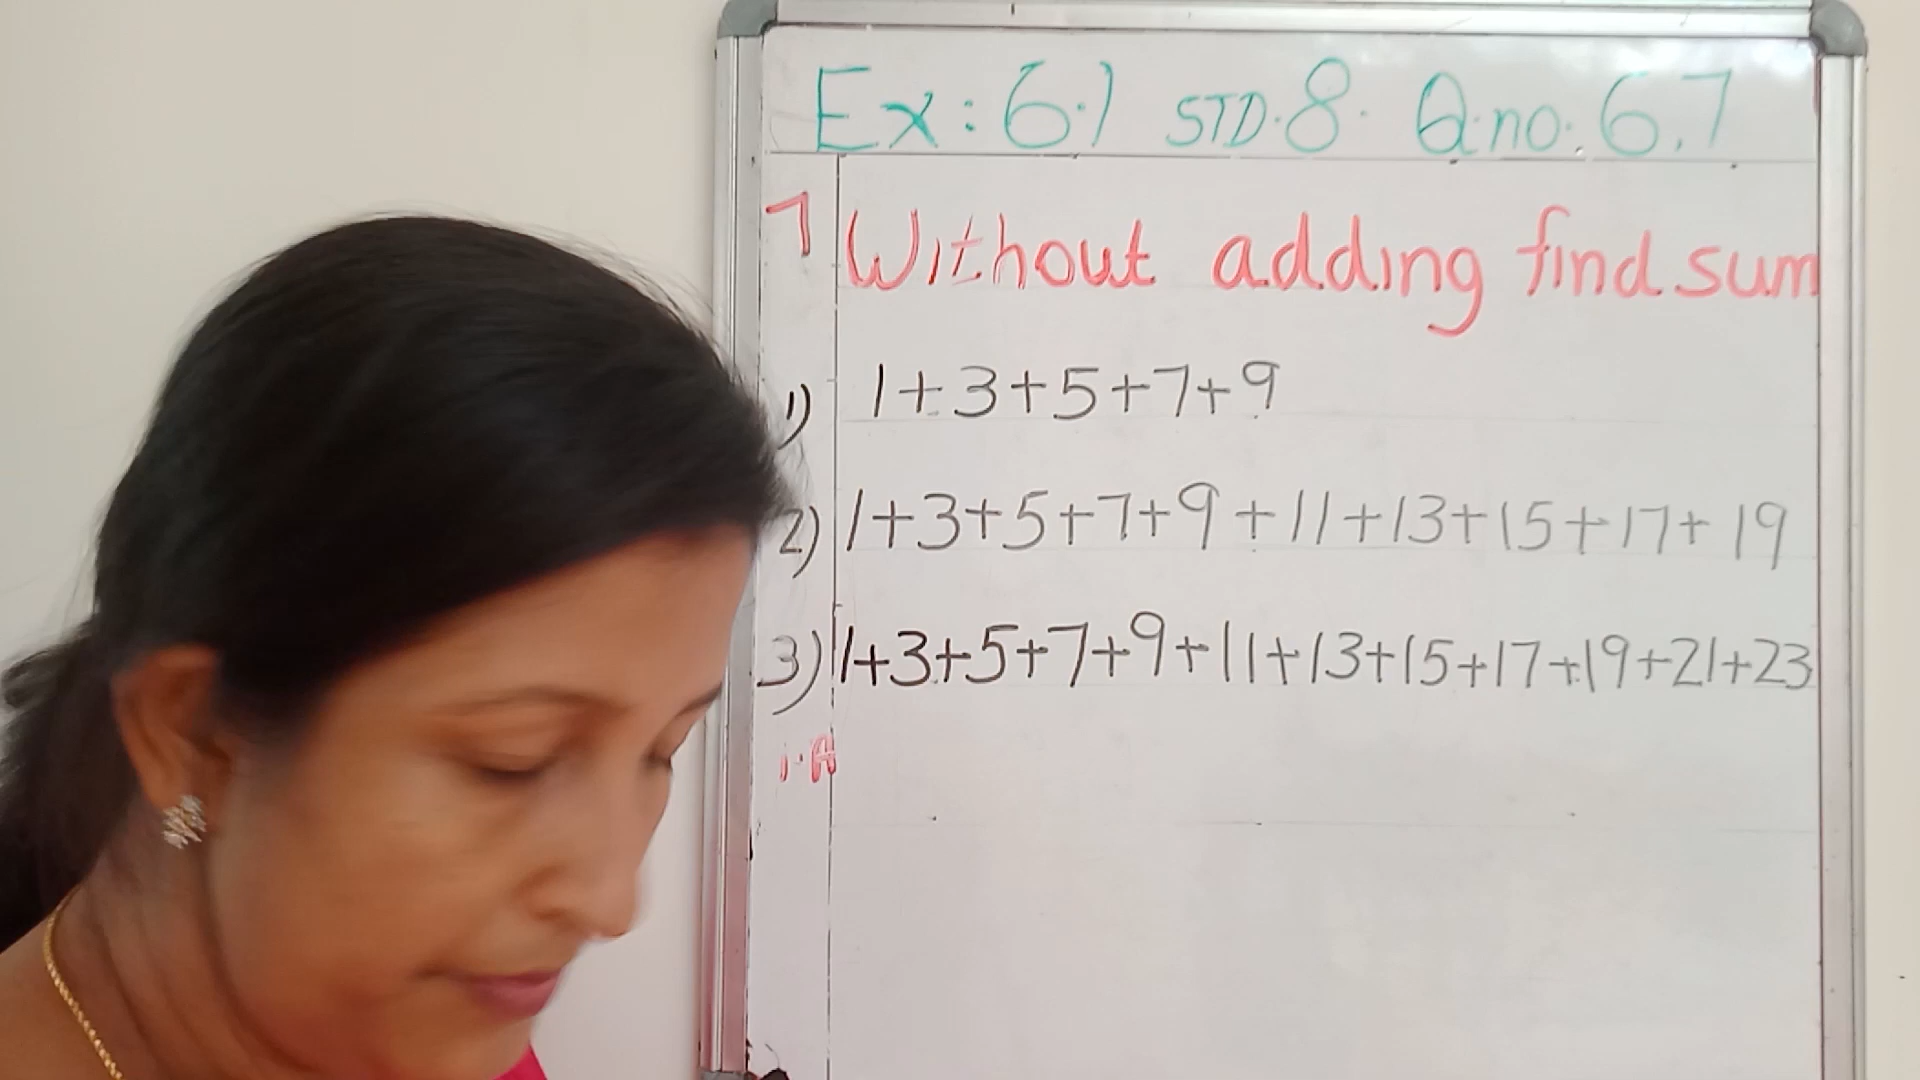 Ex: 6.1 STD.8. Q.no: 6,7
7 Without adding find sum
1) 1+3+5+7+9
2) 1+3+5+7+9+11+13+15+17+19
3) 1+3+5+7+9+11+13+15+17+19+21+23
1.A